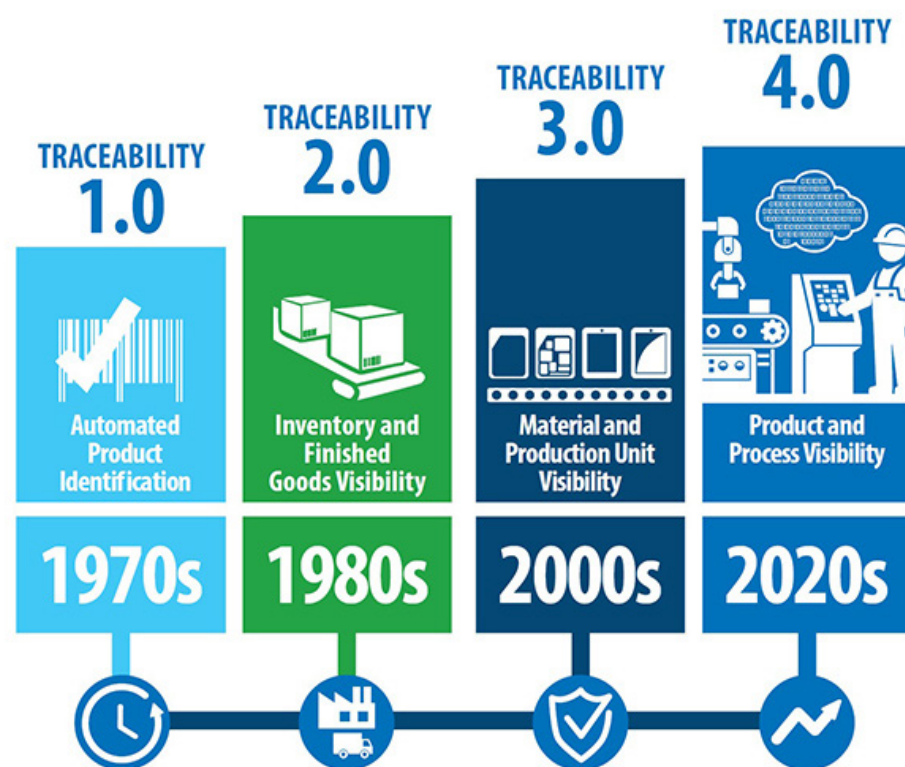 TRACEABILITY
1.0
Automated
Product
Identification
1970s
TRACEABILITY
2.0
Inventory and
Finished
Goods Visibility
1980s
TRACEABILITY
3.0
Material and
Production Unit
Visibility
2000s
TRACEABILITY
4.0
Product and
Process Visibility
2020s